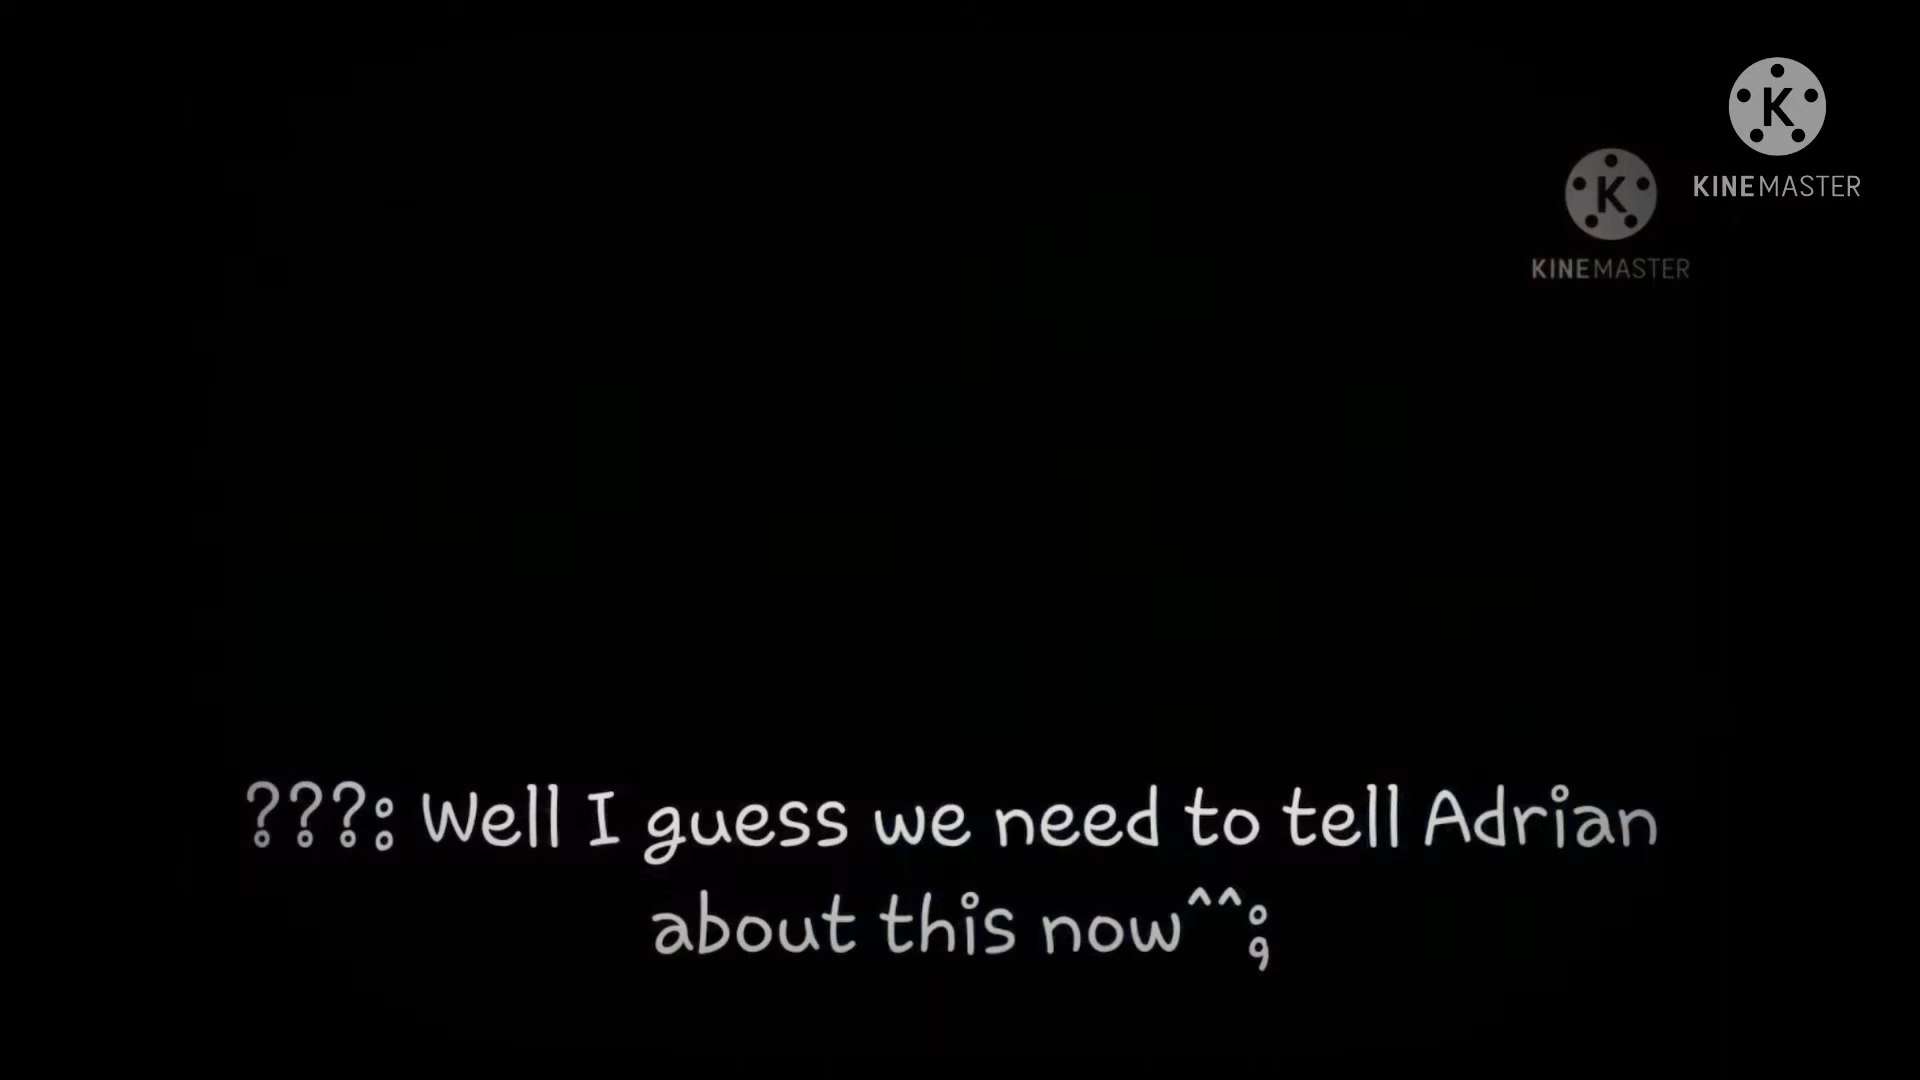 K
KINEMASTER
K
KINEMASTER
???: Well I guess we need to tell Adrian
about this now^^;